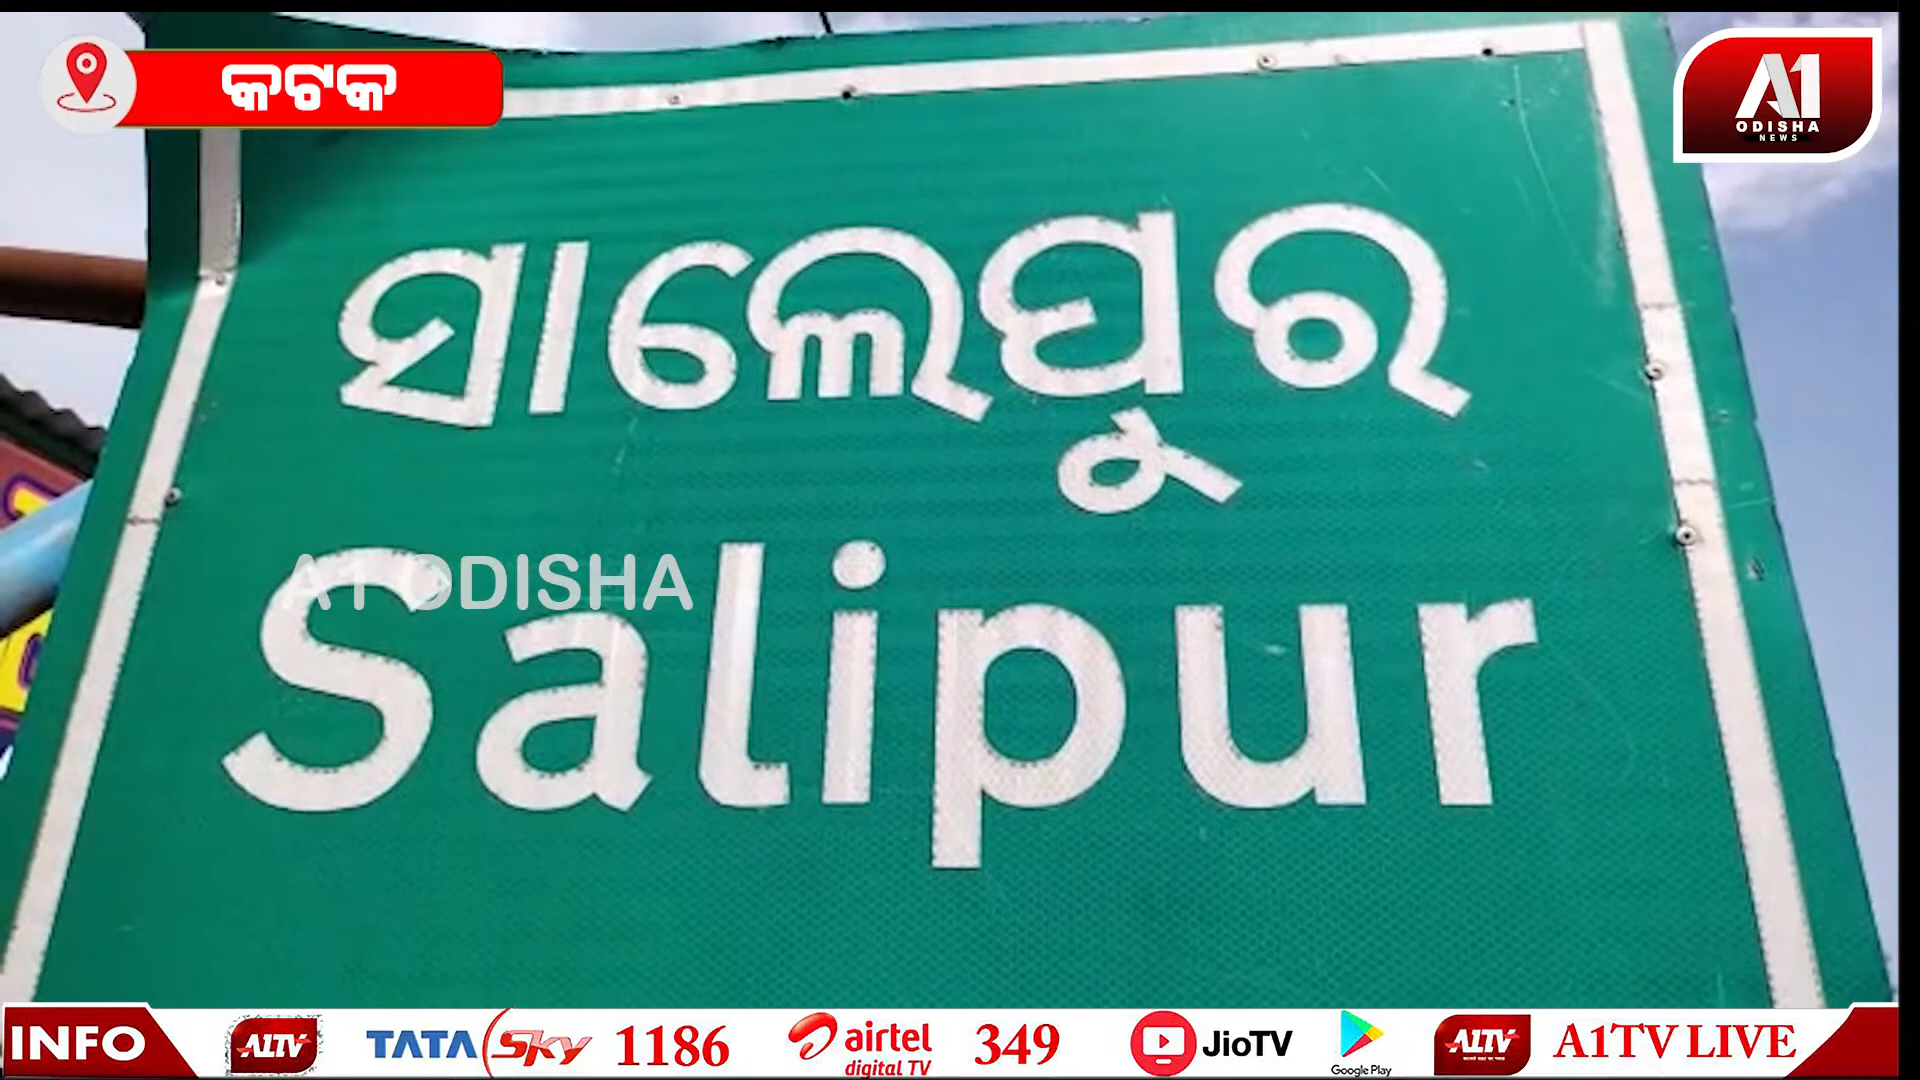 କଟକ
A1
ODISHA
NEWS
ସାଲେପୁର
A1 ODISHA
Salipur
INFO A1TV TATA Sky 1186 airtel digital TV 349 JioTV Google Play A1TV A1TV LIVE